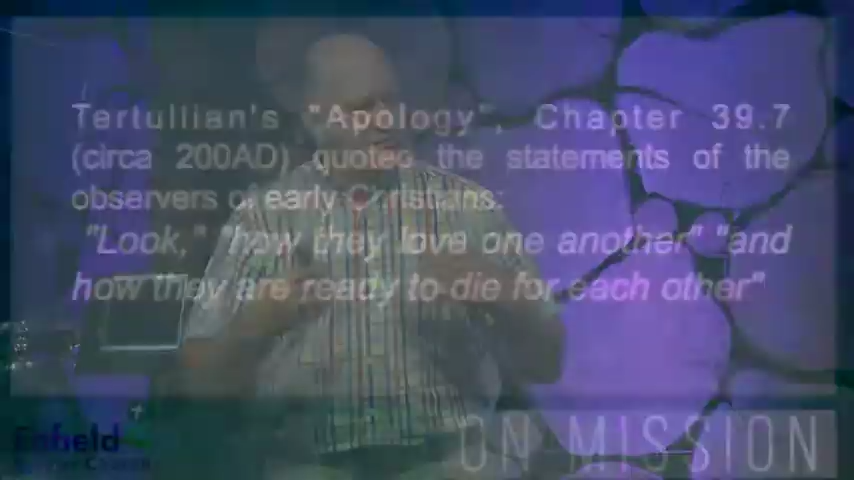 Tertullian's "Apology", Chapter 39.7
(circa 200AD) quoted the statements of the
observers of early Christians:
"Look," "how they love one another" "and
how they are ready to die for each other"
Enfield
Church
ON MISSION